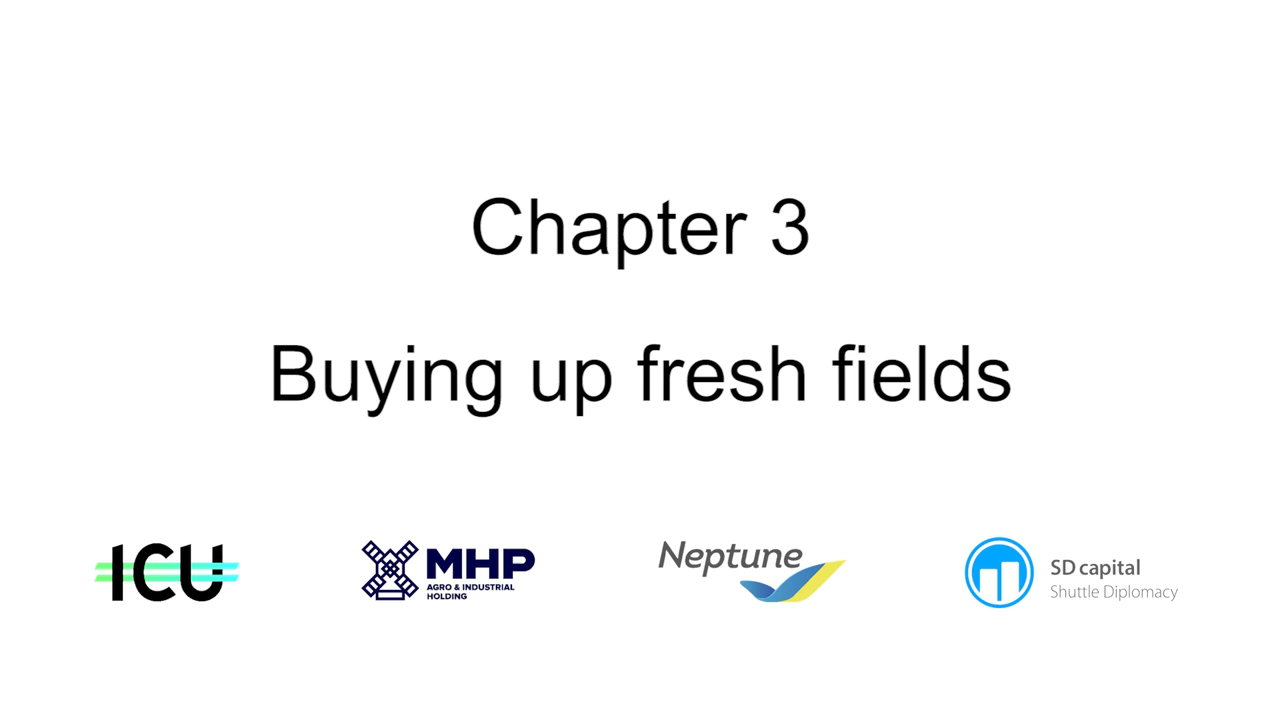 Chapter 3
Buying up fresh fields
ICU
MHP
AGRO & INDUSTRIAL
HOLDING
Neptune
SD capital
Shuttle Diplomacy